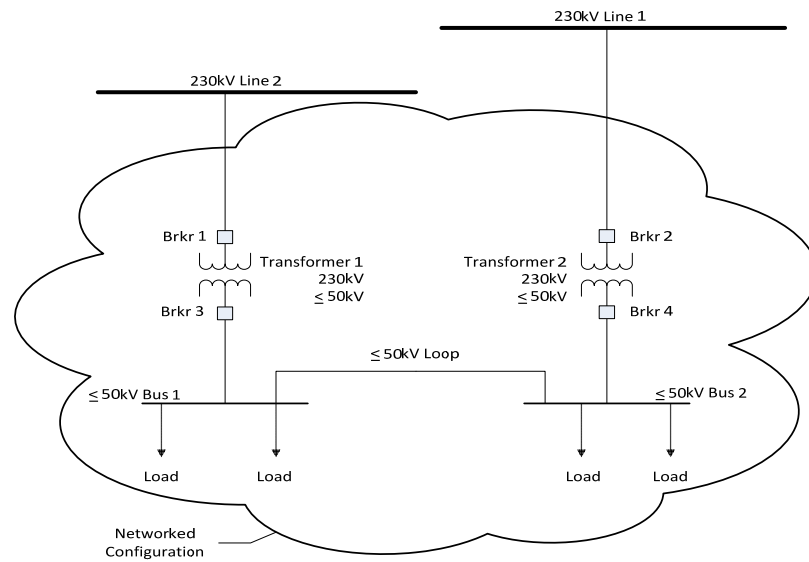 230kV Line 1
230kV Line 2
Brkr 1
Transformer 1
230kV
≤ 50kV
Transformer 2
230kV
≤ 50kV
Brkr 2
Brkr 3
Brkr 4
≤ 50kV Loop
≤ 50kV Bus 1
≤ 50kV Bus 2
Load
Load
Load
Load
Networked
Configuration